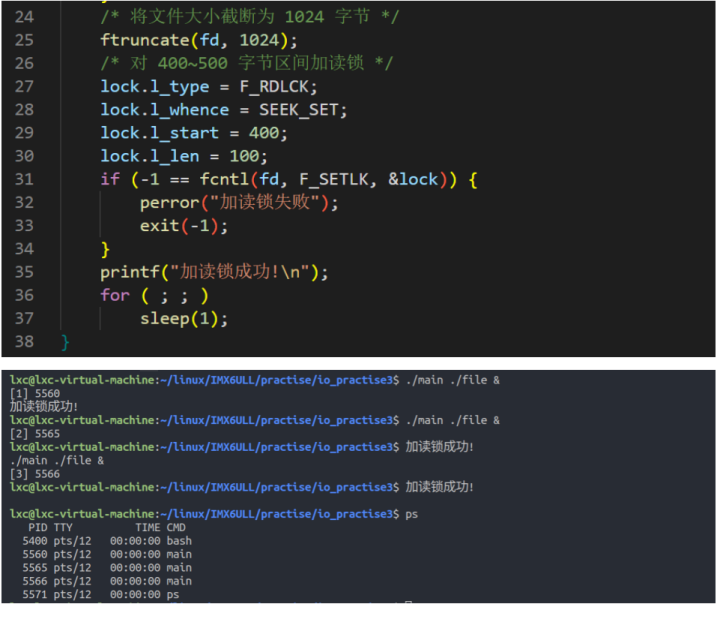 24 /* 将文件大小截断为 1024 字节 */
25 ftruncate(fd, 1024);
26 /* 对 400~500 字节区间加读锁 */
27 lock.l_type = F_RDLCK;
28 lock.l_whence = SEEK_SET;
29 lock.l_start = 400;
30 lock.l_len = 100;
31 if (-1 == fcntl(fd, F_SETLK, &lock)) {
32 perror("加读锁失败");
33 exit(-1);
34 }
35 printf("加读锁成功!\n");
36 for ( ; ; )
37 sleep(1);
38 }
lxc@lxc-virtual-machine:~/linux/IMX6ULL/practise/io_practise3$ ./main ./file &
[1] 5560
加读锁成功!
lxc@lxc-virtual-machine:~/linux/IMX6ULL/practise/io_practise3$ ./main ./file &
[2] 5565
lxc@lxc-virtual-machine:~/linux/IMX6ULL/practise/io_practise3$ 加读锁成功!
./main ./file &
[3] 5566
lxc@lxc-virtual-machine:~/linux/IMX6ULL/practise/io_practise3$ 加读锁成功!
lxc@lxc-virtual-machine:~/linux/IMX6ULL/practise/io_practise3$ ps
PID TTY TIME CMD
5400 pts/12 00:00:00 bash
5560 pts/12 00:00:00 main
5565 pts/12 00:00:00 main
5566 pts/12 00:00:00 main
5571 pts/12 00:00:00 ps